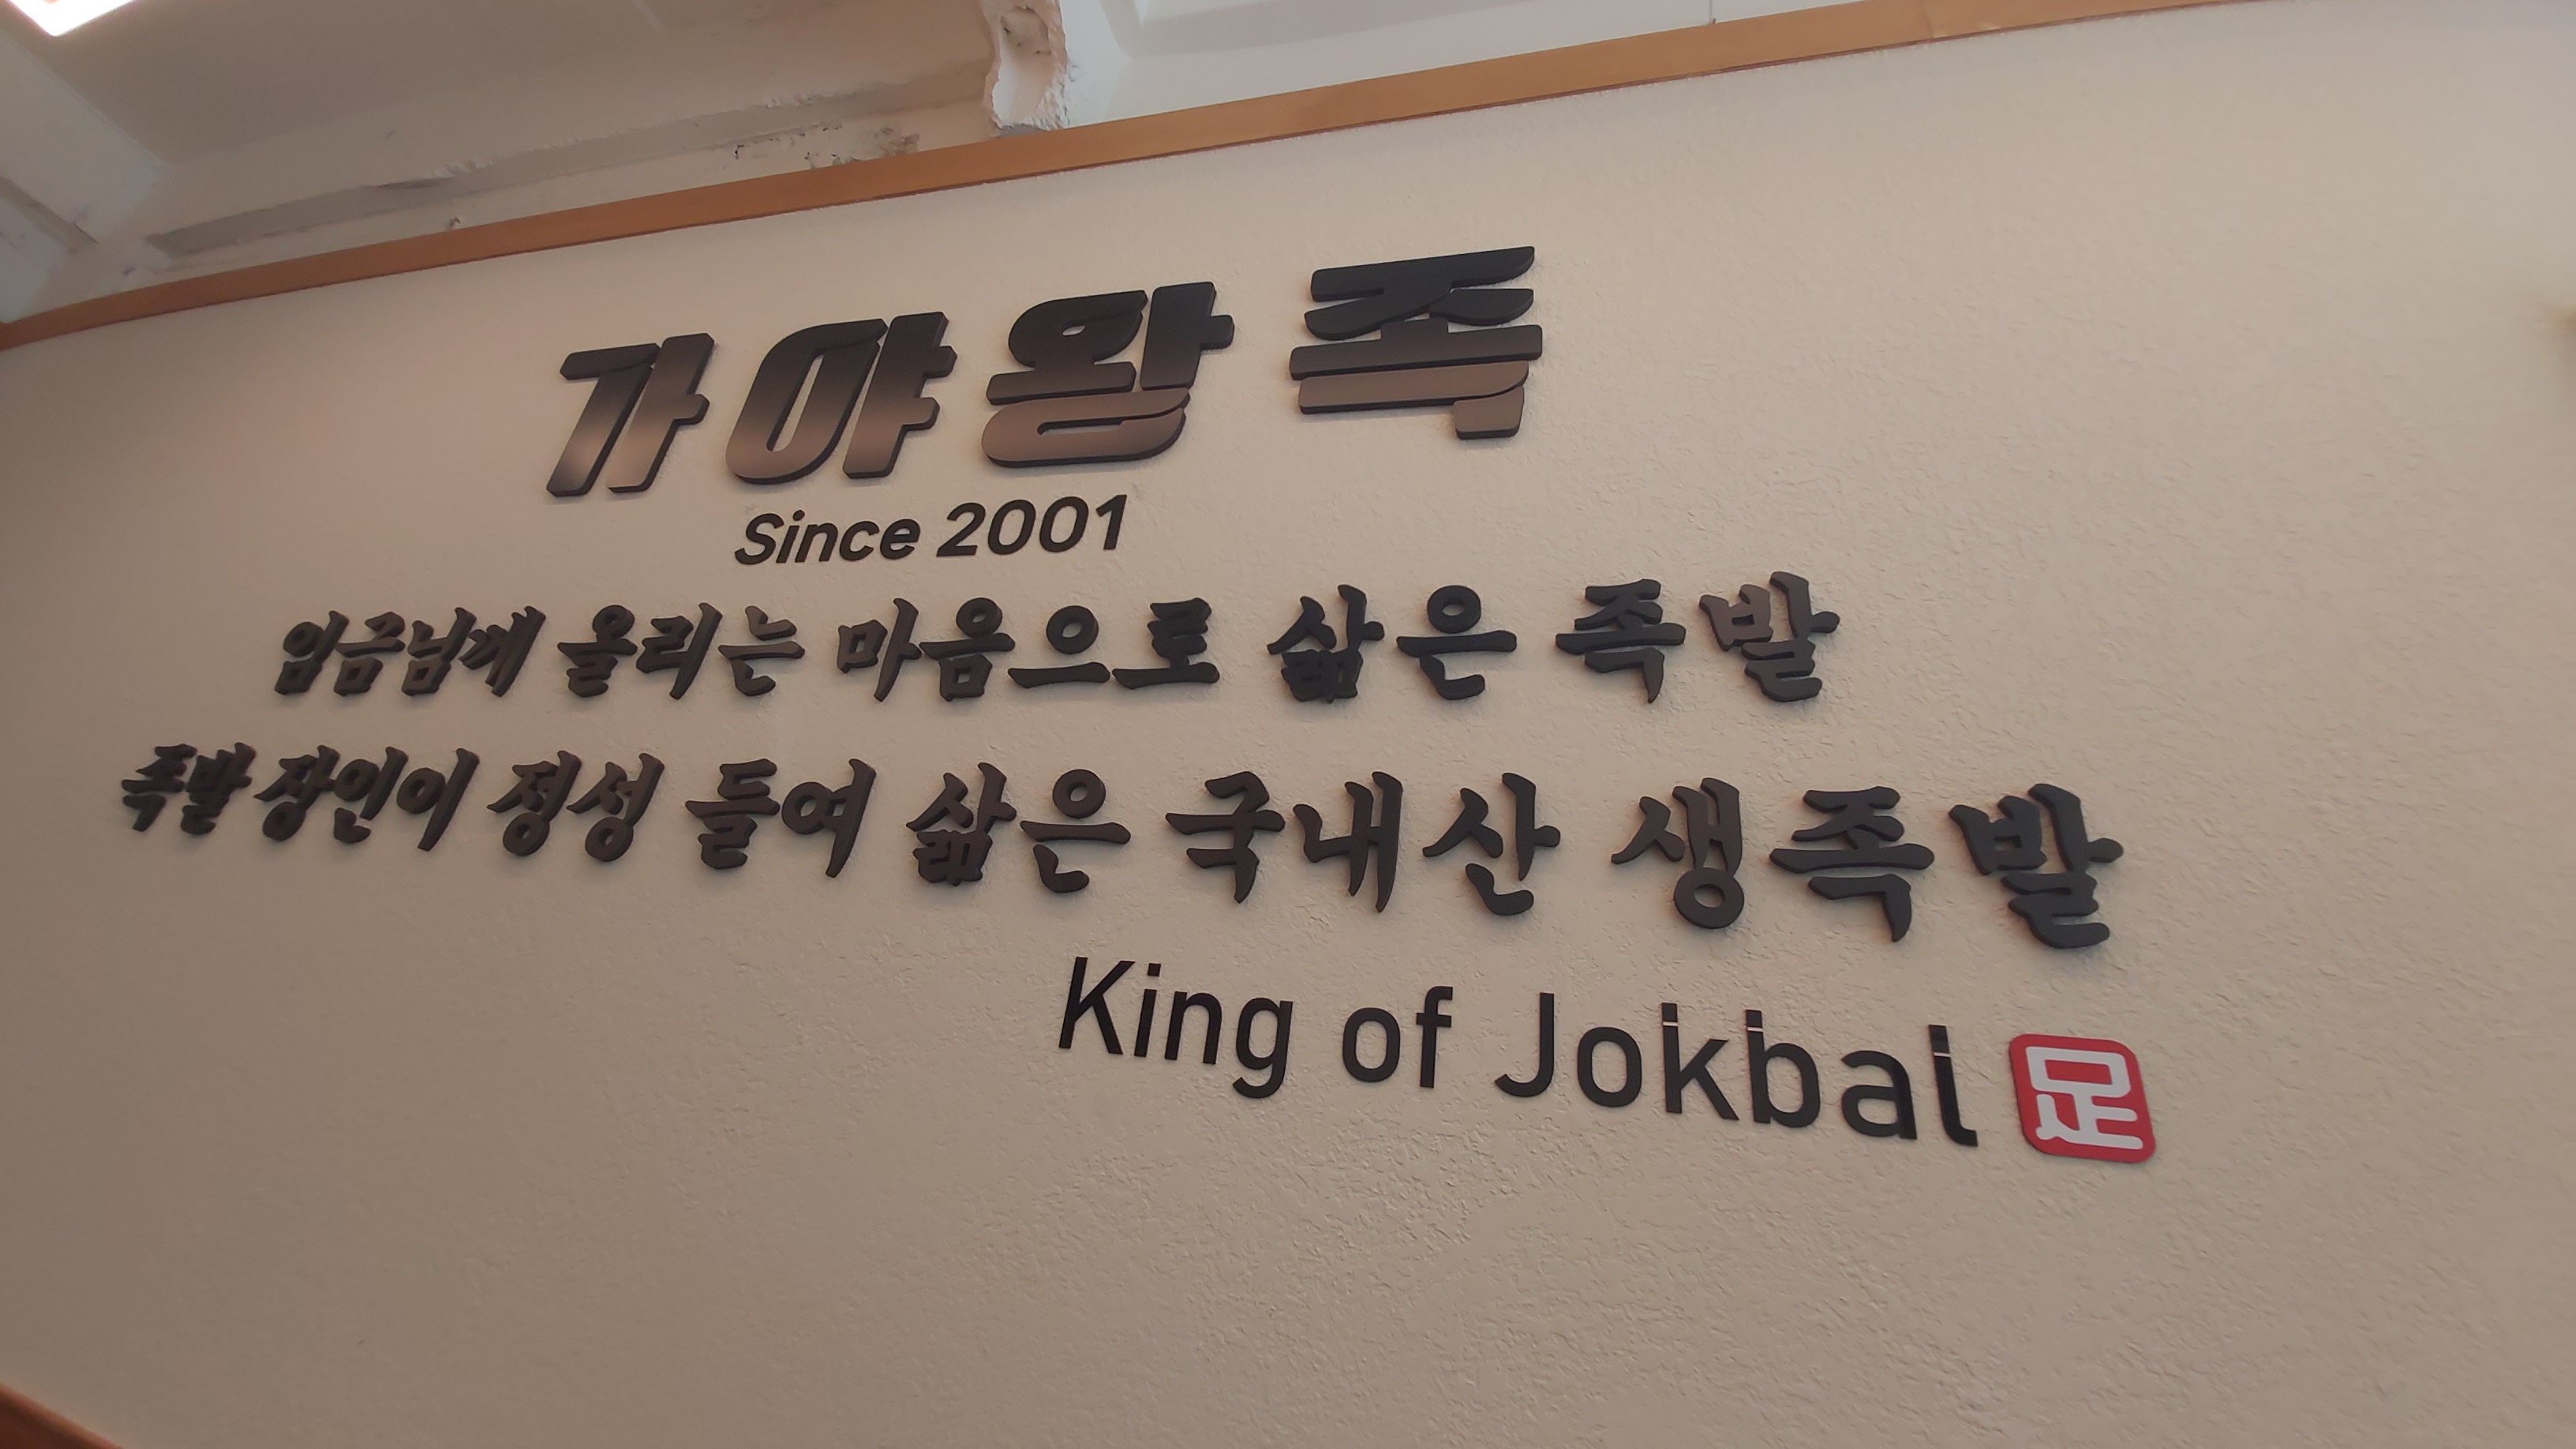 가야왕족
Since 2001
임금님께 올리는 마음으로 삶은 족발
족발 장인이 정성 들여 삶은 국내산 생족발
King of Jokbal 足